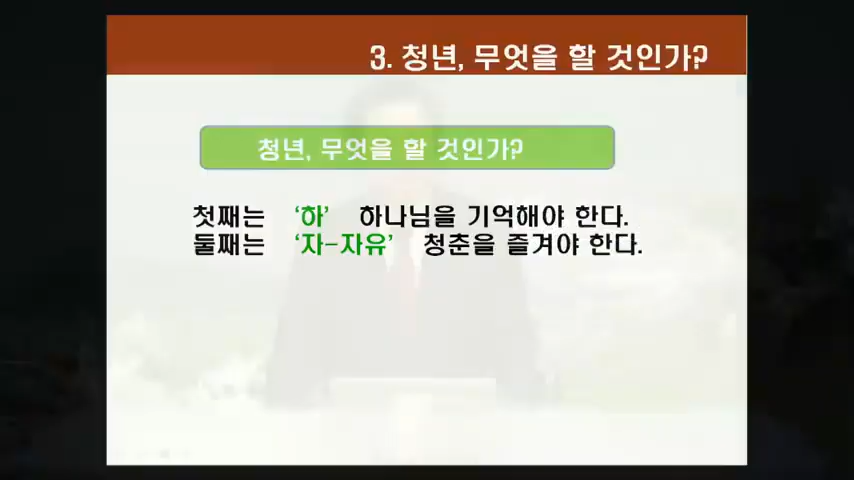 3. 청년, 무엇을 할 것인가?
청년, 무엇을 할 것인가?
첫째는 ‘하’ 하나님을 기억해야 한다.
둘째는 ‘자-자유’ 청춘을 즐겨야 한다.